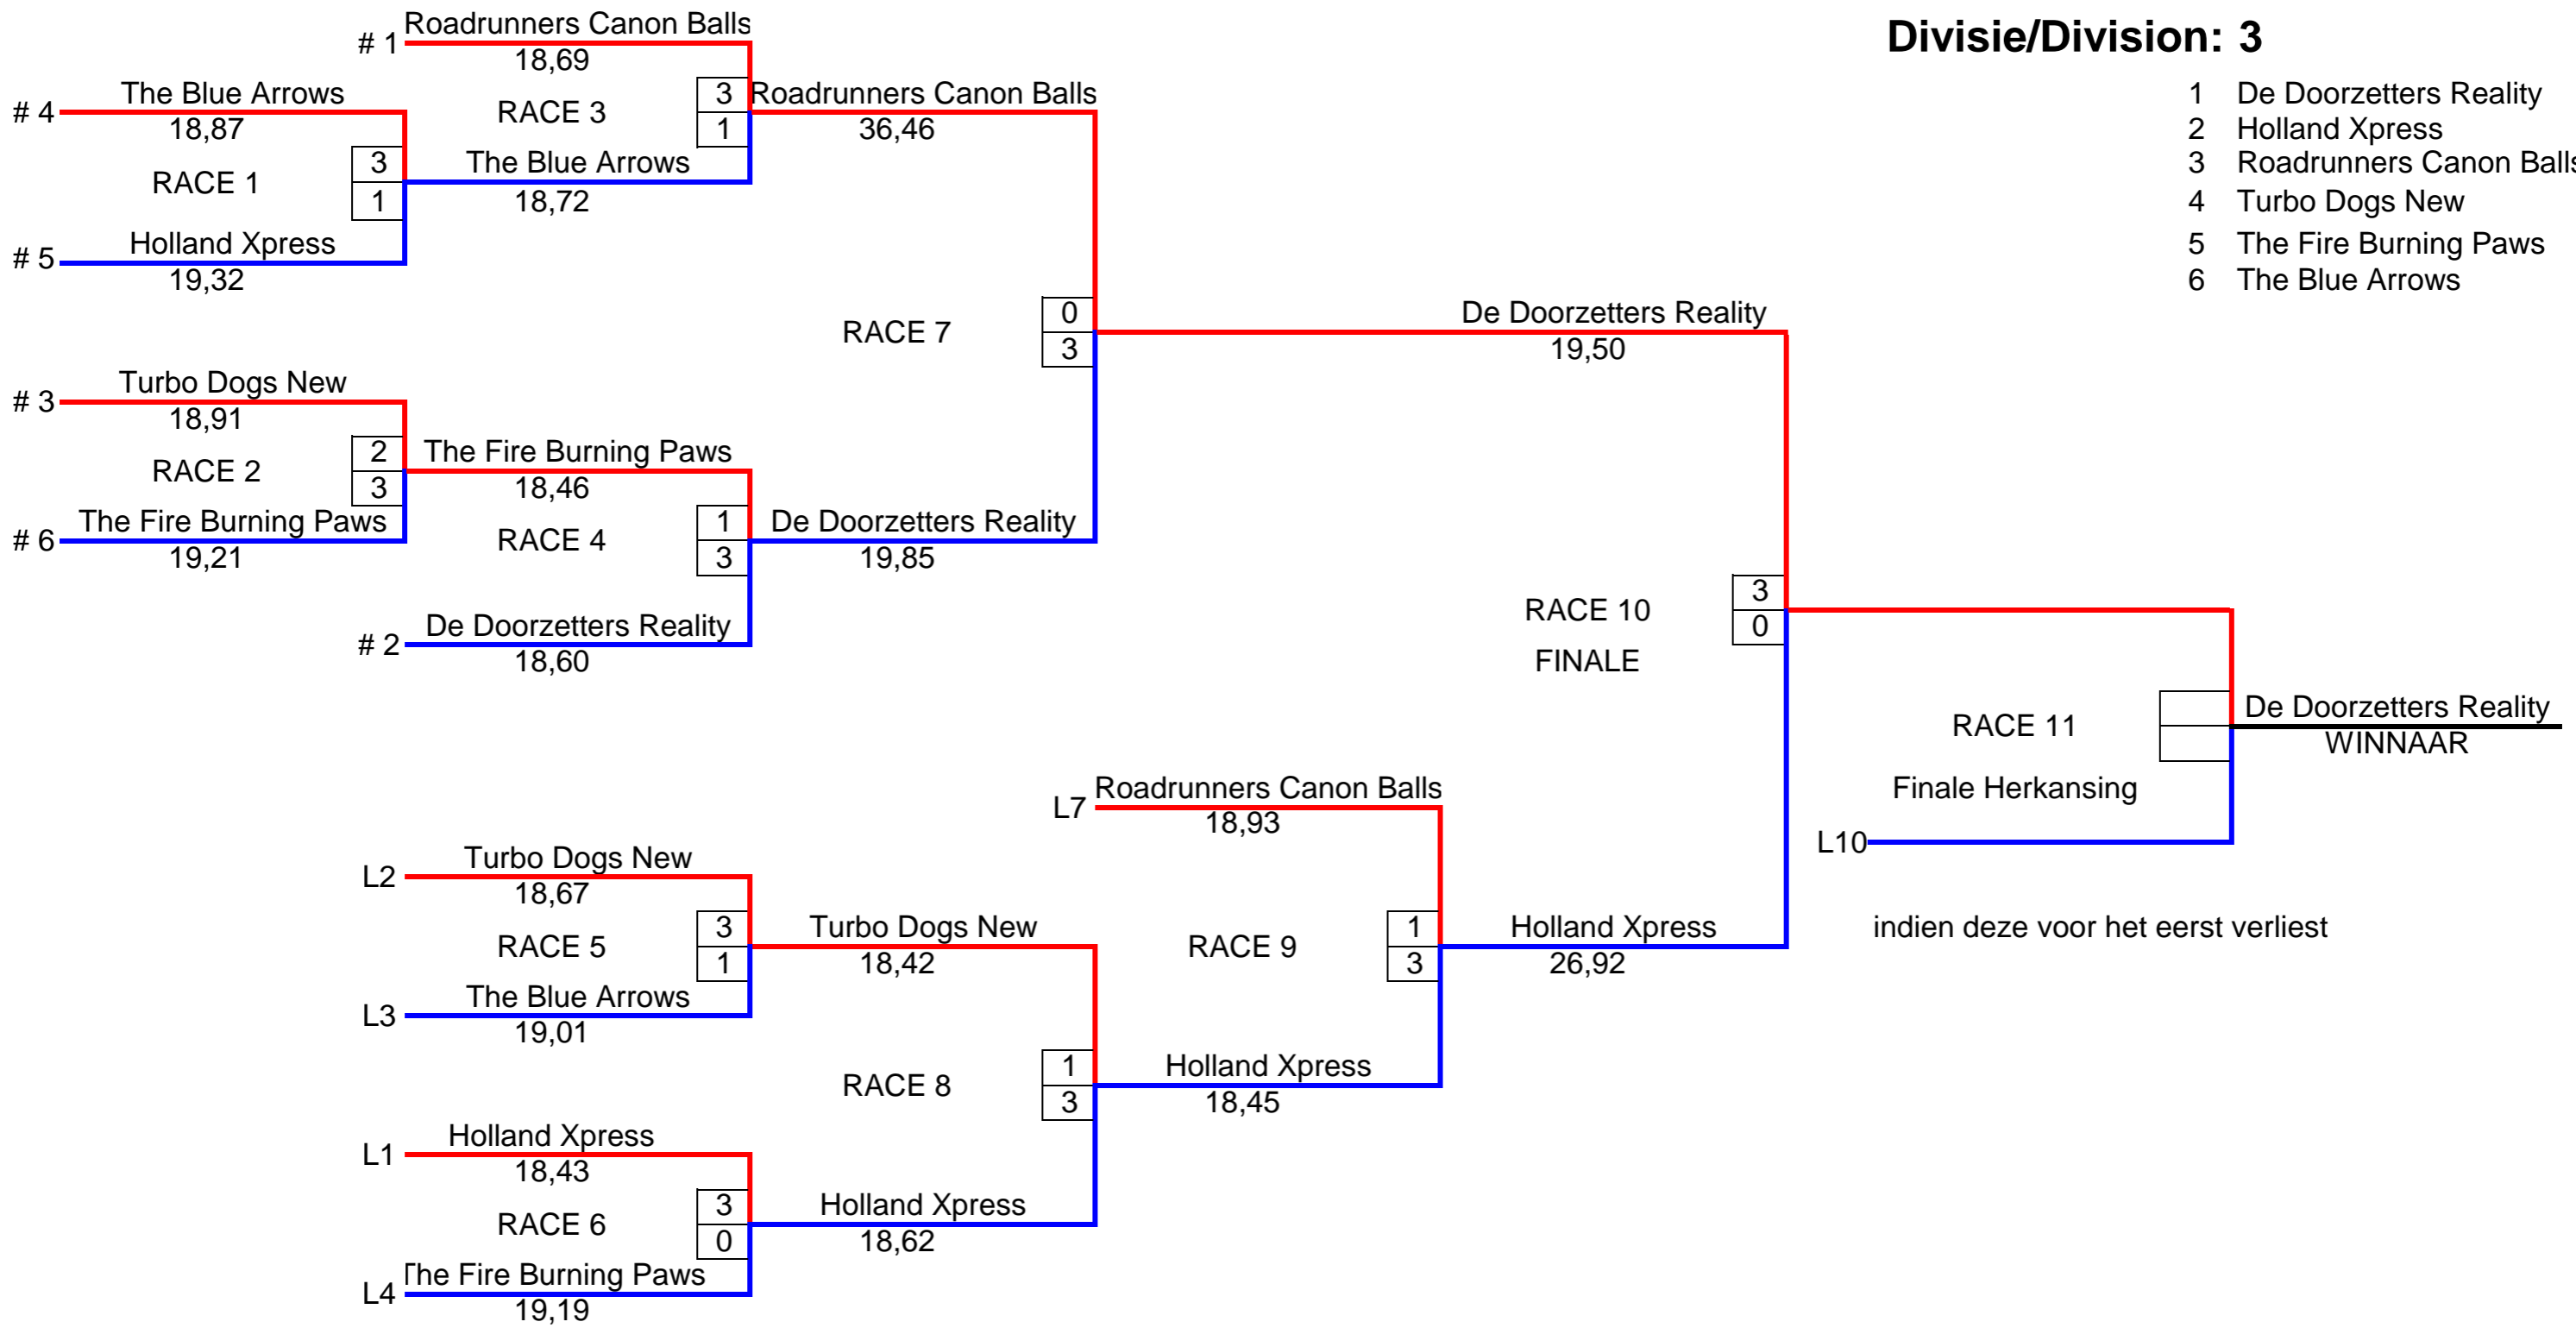 Divisie/Division: 3
1 De Doorzetters Reality
2 Holland Xpress
3 Roadrunners Canon Balls
4 Turbo Dogs New
5 The Fire Burning Paws
6 The Blue Arrows
# 1 Roadrunners Canon Balls
18,69
# 4 The Blue Arrows
18,87
RACE 3
3
1
Roadrunners Canon Balls
36,46
RACE 1
3
1
The Blue Arrows
18,72
# 5 Holland Xpress
19,32
RACE 7
0
3
De Doorzetters Reality
19,50
# 3 Turbo Dogs New
18,91
RACE 2
2
3
The Fire Burning Paws
18,46
# 6 The Fire Burning Paws
19,21
RACE 4
1
3
De Doorzetters Reality
19,85
# 2 De Doorzetters Reality
18,60
RACE 10
FINALE
3
0
RACE 11
Finale Herkansing
De Doorzetters Reality
WINNAAR
L10
indien deze voor het eerst verliest
L7 Roadrunners Canon Balls
18,93
L2 Turbo Dogs New
18,67
RACE 5
3
1
Turbo Dogs New
18,42
RACE 9
1
3
Holland Xpress
26,92
L3 The Blue Arrows
19,01
RACE 8
1
3
Holland Xpress
18,45
L1 Holland Xpress
18,43
RACE 6
3
0
Holland Xpress
18,62
L4 The Fire Burning Paws
19,19